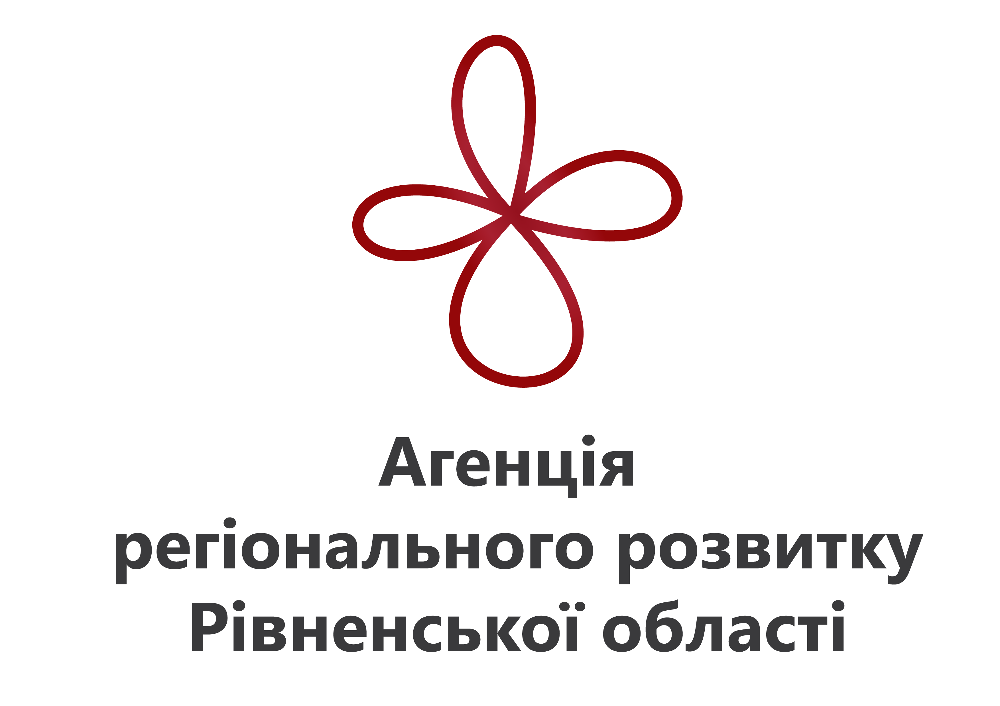 Агенція
регіонального розвитку
Рівненської області